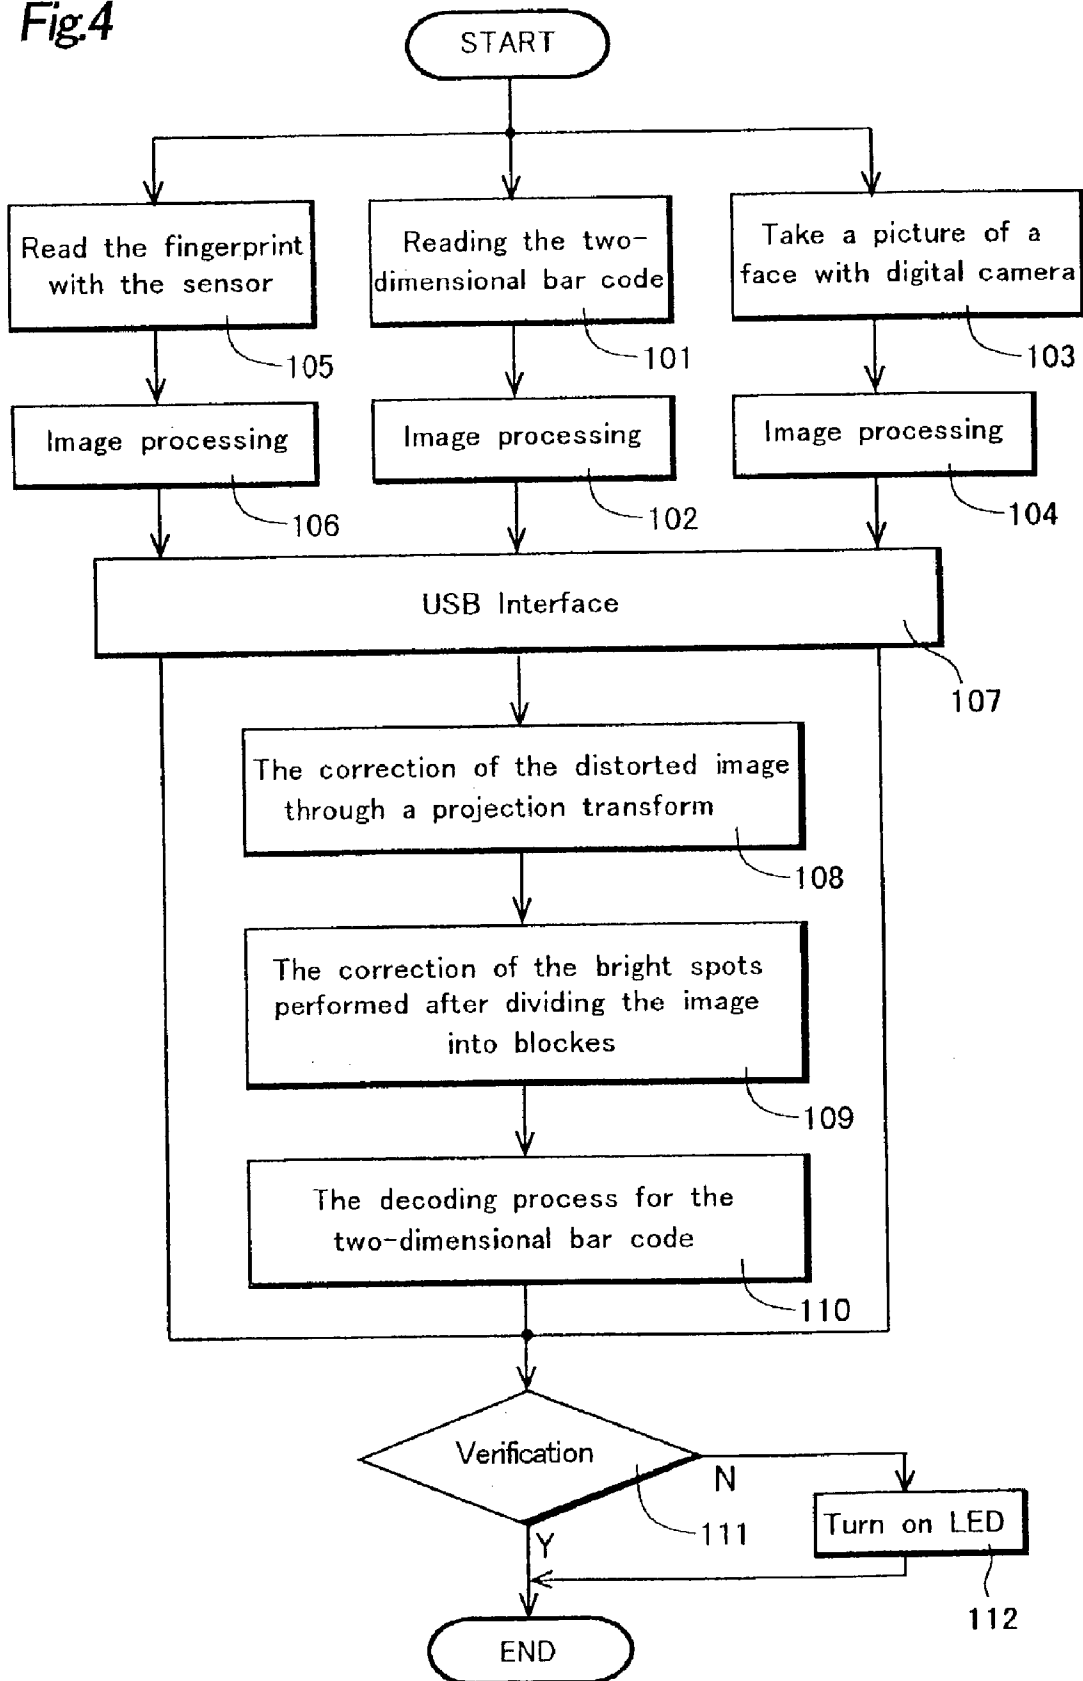 Fig.4
START
Read the fingerprint
with the sensor
105
Reading the two-
dimensional bar code
101
Take a picture of a
face with digital camera
103
Image processing
106
Image processing
102
Image processing
104
USB Interface
107
The correction of the distorted image
through a projection transform
108
The correction of the bright spots
performed after dividing the image
into blockes
109
The decoding process for the
two-dimensional bar code
110
Verification
111
N
Y
Turn on LED
112
END